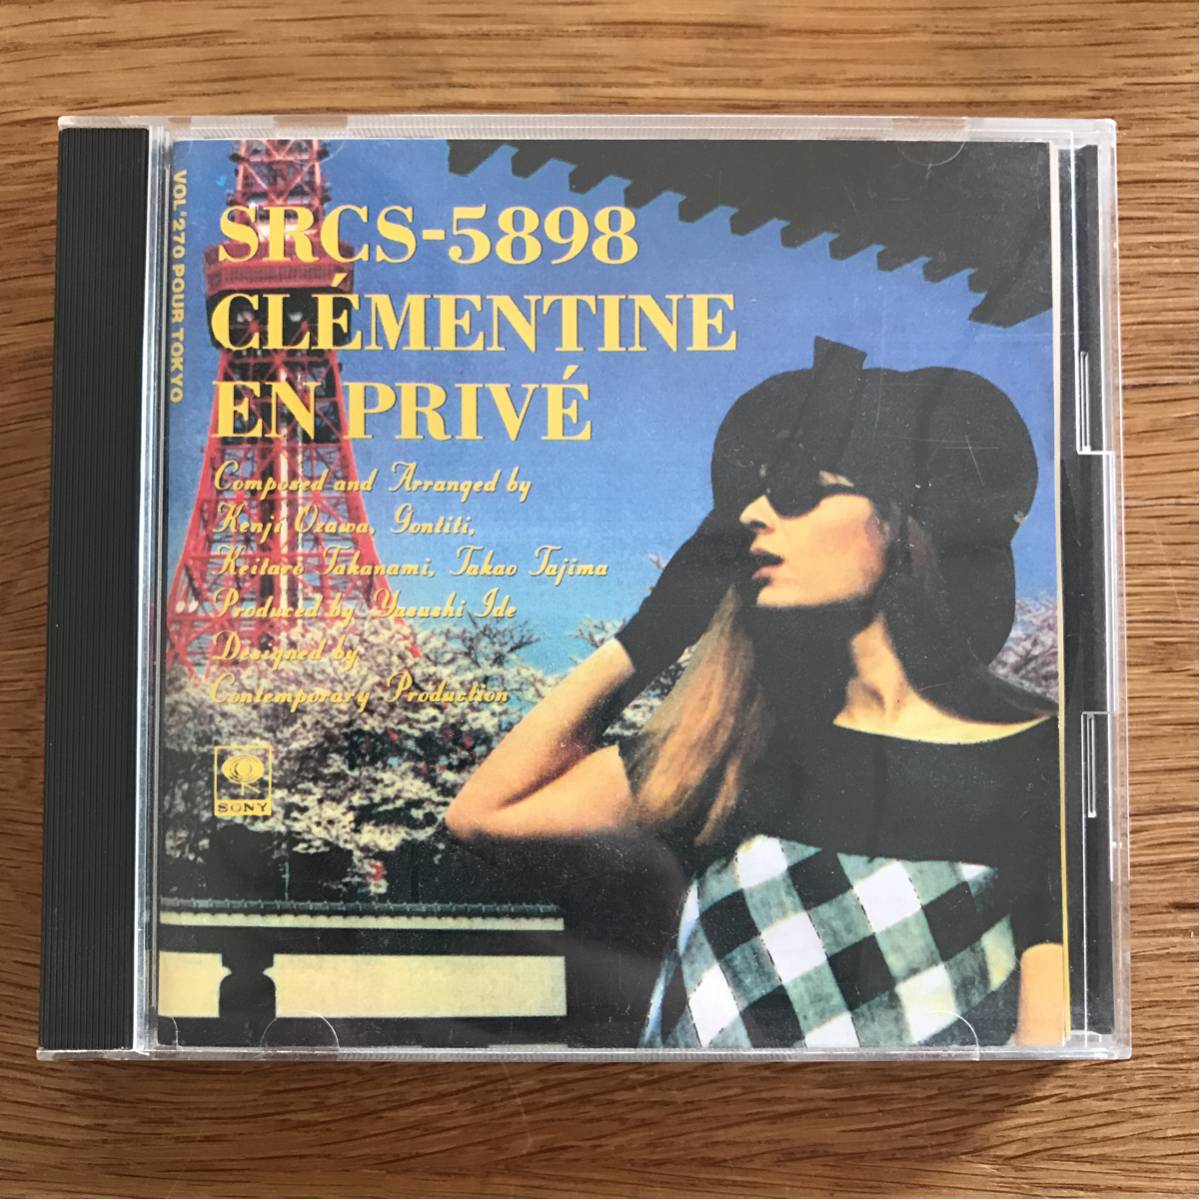 VOL'270 POUR TOKYO
SRCS-5898
CLÉMENTINE
EN PRIVÉ
Composed and Arranged by
Kenji Ozawa, Gontiti,
Keitaro Takanami, Takao Tajima
Produced by Yasushi Ide
Designed by
Contemporary Production
SONY